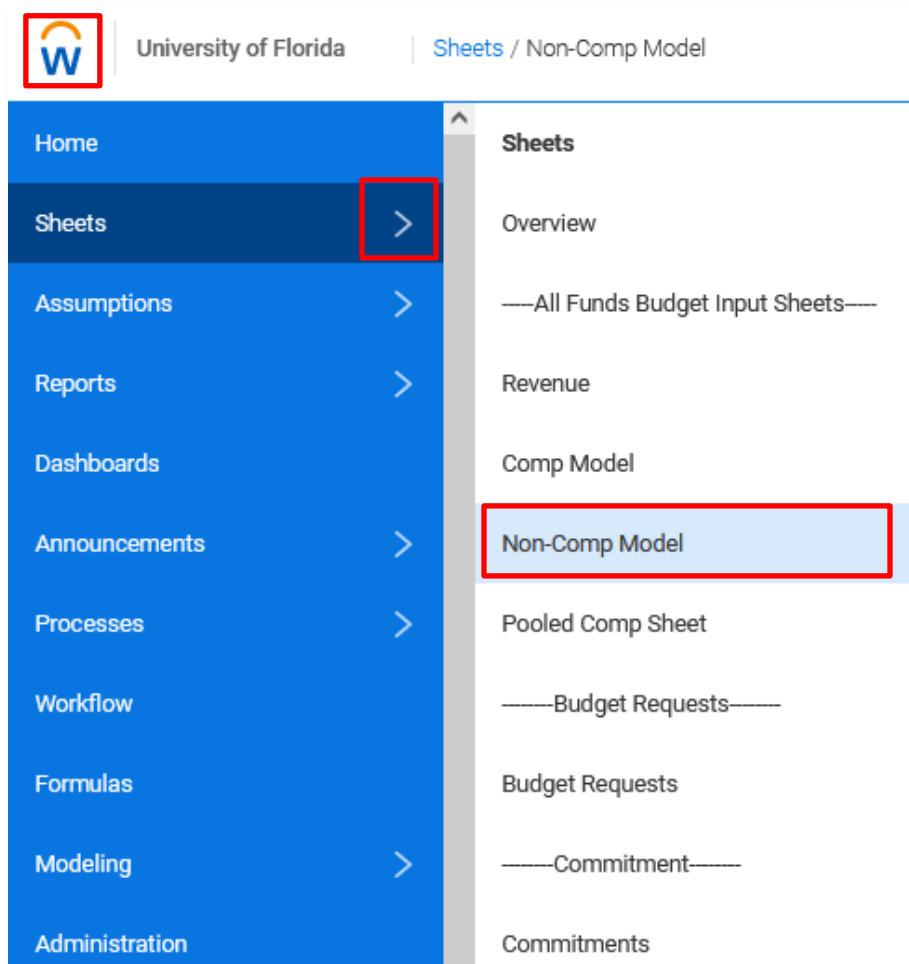 W University of Florida Sheets / Non-Comp Model
Home
Sheets
Assumptions
Reports
Dashboards
Announcements
Processes
Workflow
Formulas
Modeling
Administration
Sheets
Overview
-----All Funds Budget Input Sheets-----
Revenue
Comp Model
Non-Comp Model
Pooled Comp Sheet
--------Budget Requests--------
Budget Requests
--------Commitment--------
Commitments